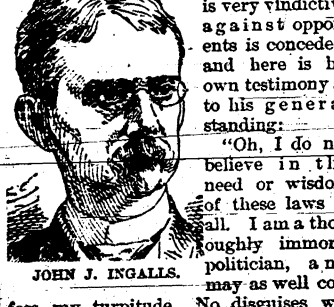 is very vindicti
against oppo
ents is concede
and here is h
own testimony
to his genera
standing:
"Oh, I do n
believe in th
need or wisdo
of these laws
all. I am a tho
oughly immor
politician, a n
may as well co
JOHN J. INGALLS.
fess my turpitude. No disguises w